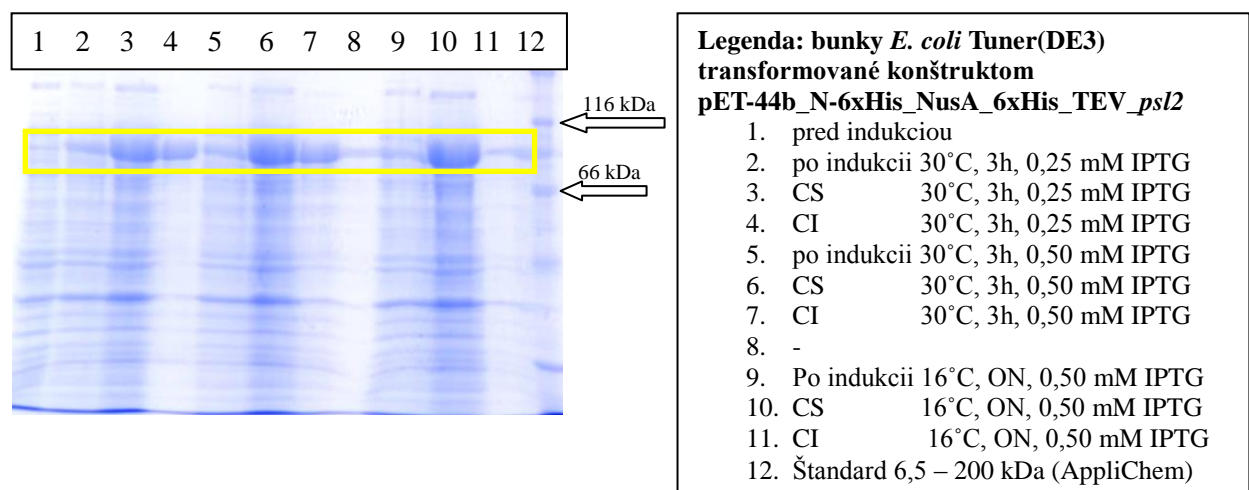 1 2 3 4 5 6 7 8 9 10 11 12
116 kDa
66 kDa
Legenda: bunky E. coli Tuner(DE3)
transformované konštruktom
pET-44b_N-6xHis_NusA_6xHis_TEV_psl2
1. pred indukciou
2. po indukcii 30˚C, 3h, 0,25 mM IPTG
3. CS 30˚C, 3h, 0,25 mM IPTG
4. CI 30˚C, 3h, 0,25 mM IPTG
5. po indukcii 30˚C, 3h, 0,50 mM IPTG
6. CS 30˚C, 3h, 0,50 mM IPTG
7. CI 30˚C, 3h, 0,50 mM IPTG
8. -
9. Po indukcii 16˚C, ON, 0,50 mM IPTG
10. CS 16˚C, ON, 0,50 mM IPTG
11. CI 16˚C, ON, 0,50 mM IPTG
12. Štandard 6,5 – 200 kDa (AppliChem)